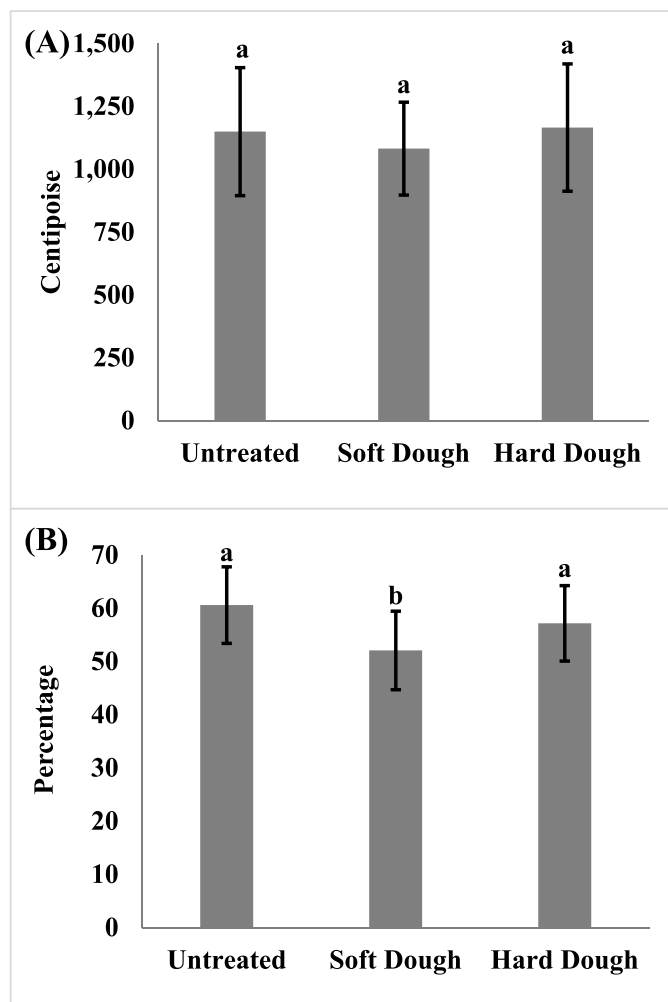 (A)
1,500
1,250
1,000
750
500
250
0
Centipoise
a
a
a
Untreated
Soft Dough
Hard Dough
(B)
70
60
50
40
30
20
10
0
Percentage
a
b
a
Untreated
Soft Dough
Hard Dough